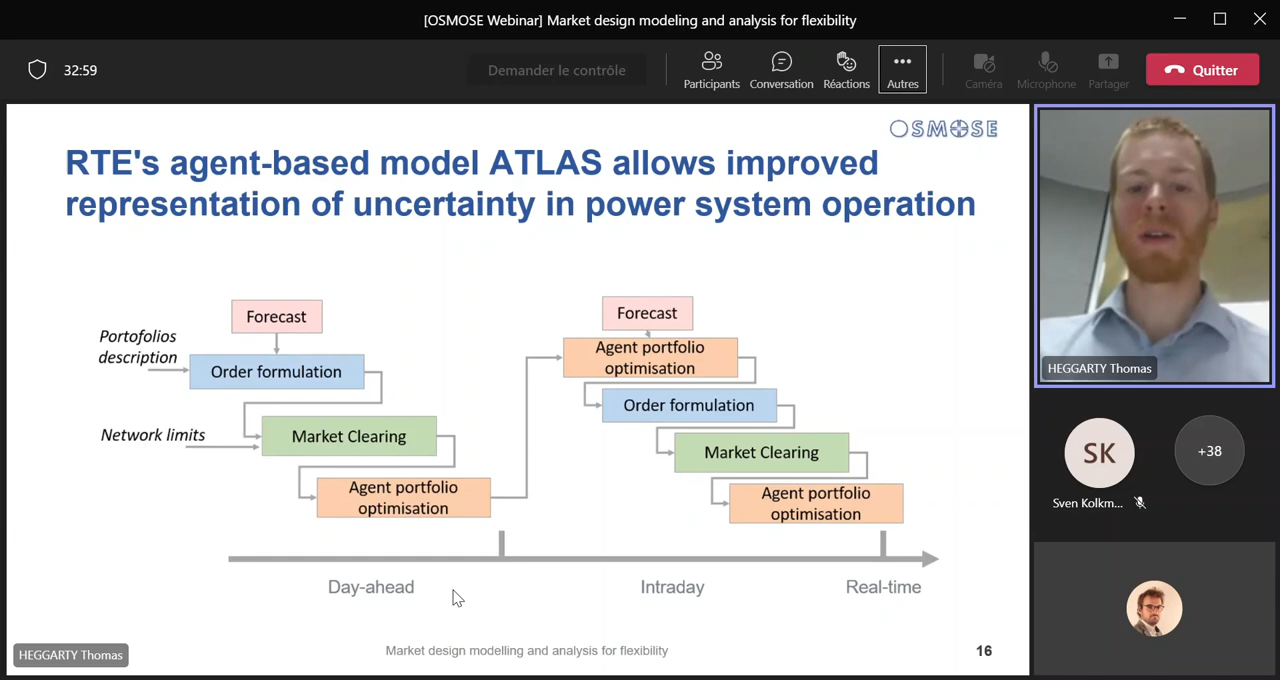 [OSMOSE Webinar] Market design modeling and analysis for flexibility
32:59
Demander le contrôle
Participants
Conversation
Réactions
Autres
Caméra
Microphone
Partager
Quitter
OSMOSE
RTE's agent-based model ATLAS allows improved
representation of uncertainty in power system operation
Forecast
Portofolios
description
Order formulation
Network limits
Market Clearing
Agent portfolio
optimisation
Forecast
Agent portfolio
optimisation
Order formulation
Market Clearing
Agent portfolio
optimisation
Day-ahead
Intraday
Real-time
HEGGARTY Thomas
Market design modelling and analysis for flexibility
16
HEGGARTY Thomas
SK
+38
Sven Kolkm...